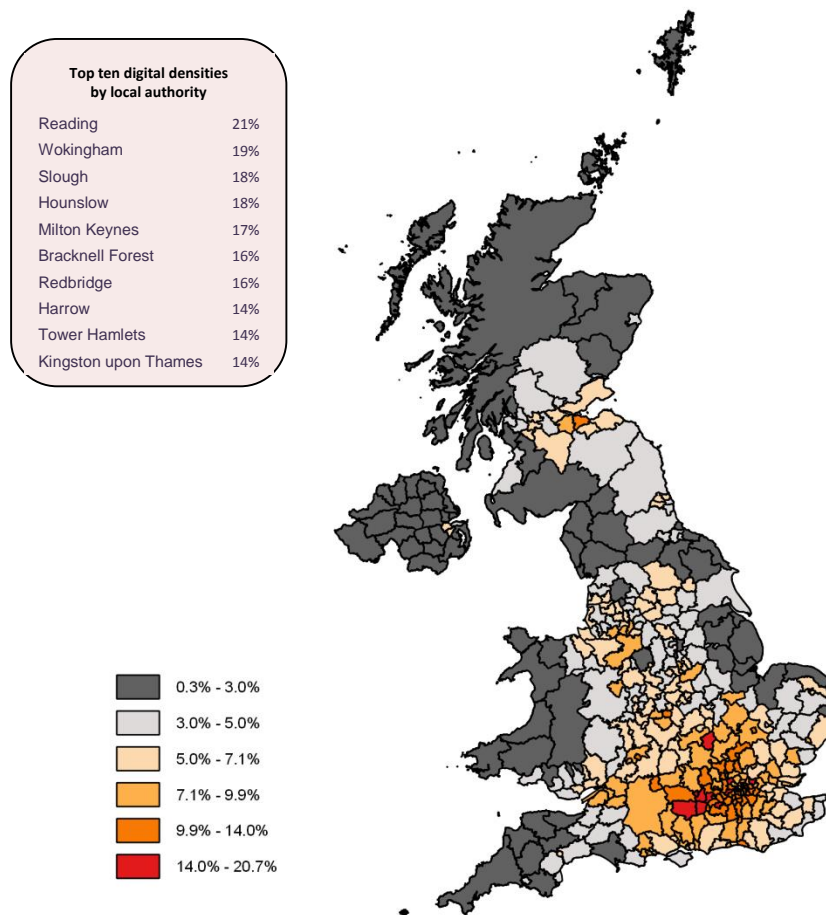 Top ten digital densities
by local authority
Reading 21%
Wokingham 19%
Slough 18%
Hounslow 18%
Milton Keynes 17%
Bracknell Forest 16%
Redbridge 16%
Harrow 14%
Tower Hamlets 14%
Kingston upon Thames 14%
0.3% - 3.0%
3.0% - 5.0%
5.0% - 7.1%
7.1% - 9.9%
9.9% - 14.0%
14.0% - 20.7%